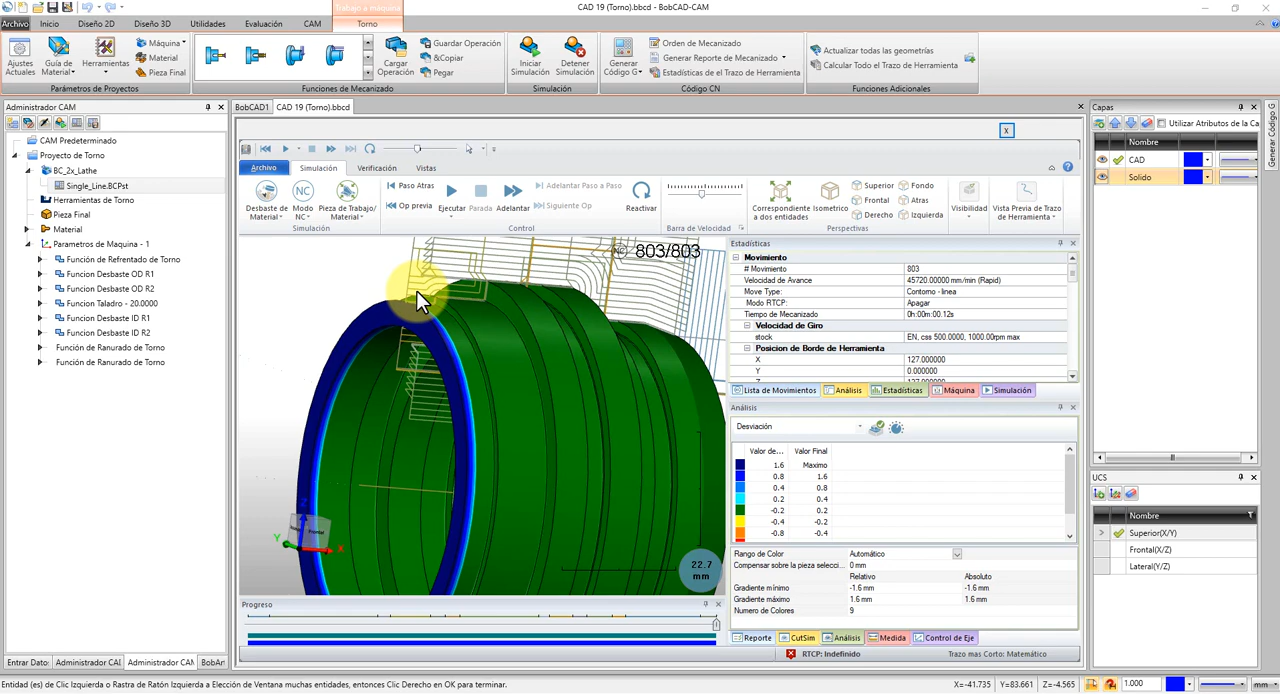 Trabajo a máquina
CAD 19 (Torno).bbcd - BobCAD-CAM
Archivo Inicio Diseño 2D Diseño 3D Utilidades Evaluación CAM Torno
Ajustes Actuales
Guía de Material
Herramientas
Máquina
Material
Pieza Final
Cargar Operación
Guardar Operación
&Copiar
Pegar
Iniciar Simulación
Detener Simulación
Generar Código G
Orden de Mecanizado
Generar Reporte de Mecanizado
Estadísticas de el Trazo de Herramienta
Actualizar todas las geometrías
Calcular Todo el Trazo de Herramienta
Parámetros de Proyectos Funciones de Mecanizado Simulación Código CN Funciones Adicionales
Administrador CAM
CAM Predeterminado
Proyecto de Torno
BC_2x_Lathe
Single_Line.BCPst
Herramientas de Torno
Pieza Final
Material
Parametros de Maquina - 1
Función de Refrentado de Torno
Funcion Desbaste OD R1
Funcion Desbaste OD R2
Funcion Taladro - 20.0000
Funcion Desbaste ID R1
Funcion Desbaste ID R2
Función de Ranurado de Torno
Función de Ranurado de Torno
Entrar Dato: Administrador CAI Administrador CAM BobArt
BobCAD1 CAD 19 (Torno).bbcd
x
Archivo Simulación Verificación Vistas
Desbaste de Material
Modo NC
Pieza de Trabajo/ Material
Simulación
Paso Atras
Op previa
Ejecutar
Parada
Adelantar
Adelantar Paso a Paso
Siguiente Op
Reactivar
Control
Barra de Velocidad
Correspondiente a dos entidades
Isometrico
Superior
Frontal
Derecho
Fondo
Atras
Izquierda
Perspectivas
Visibilidad
Vista Previa de Trazo de Herramienta
803/803
Frontal
Z
Y
X
22.7 mm
Progreso
Estadísticas
Movimiento
# Movimiento 803
Velocidad de Avance 45720.00000 mm/min (Rapid)
Move Type: Contorno - linea
Modo RTCP: Apagar
Tiempo de Mecanizado 0h:00m:00.12s
Velocidad de Giro
stock EN, css 500.0000, 1000.00rpm max
Posicion de Borde de Herramienta
X 127.000000
Y 0.000000
Z 127.000000
Lista de Movimientos Análisis Estadísticas Máquina Simulación
Análisis
Desviación
Valor de... Valor Final
1.6 Maximo
0.8 1.6
0.4 0.8
0.2 0.4
-0.2 0.2
-0.4 -0.2
-0.8 -0.4
Rango de Color Automático
Compensar sobre la pieza selecci... 0 mm
Relativo Absoluto
Gradiente mínimo -1.6 mm -1.6 mm
Gradiente máximo 1.6 mm 1.6 mm
Numero de Colores 9
Reporte CutSim Análisis Medida Control de Eje
RTCP: Indefinido Trazo mas Corto: Matemático
Capas
Utilizar Atributos de la Ca
Nombre
CAD
Solido
UCS
Nombre
Superior(X/Y)
Frontal(X/Z)
Lateral(Y/Z)
Generar Código G
Entidad (es) de Clic Izquierda o Rastra de Ratón Izquierda a Elección de Ventana muchas entidades, entonces Clic Derecho en OK para terminar.
X=-41.735 Y=83.661 Z=-4.565 1.000 mm